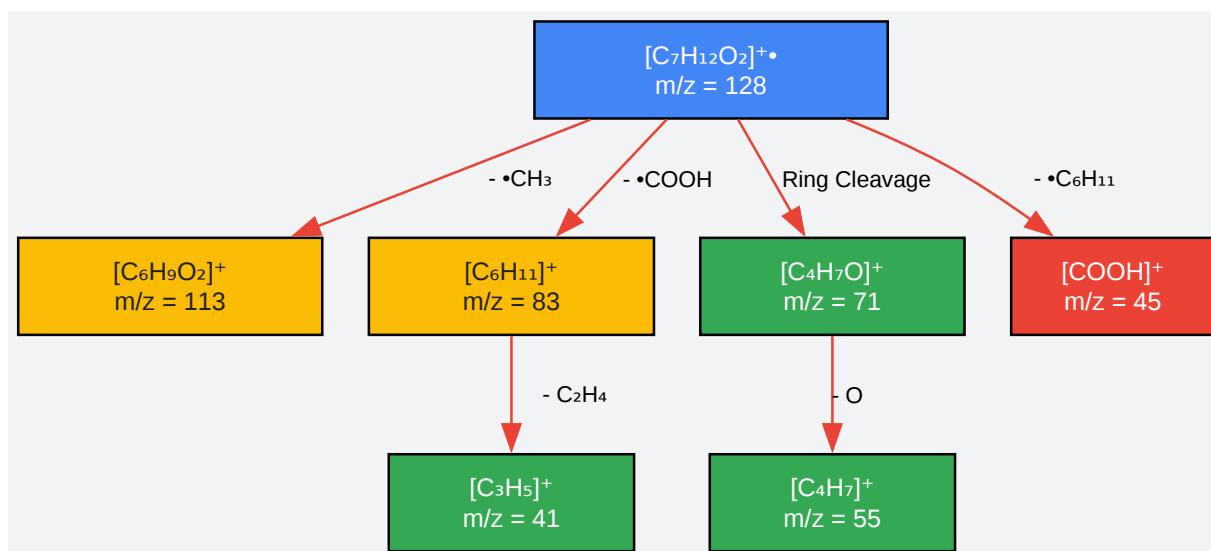 [C₇H₁₂O₂]⁺•
m/z = 128
- •CH₃
- •COOH
Ring Cleavage
- •C₆H₁₁
[C₆H₉O₂]⁺
m/z = 113
[C₆H₁₁]⁺
m/z = 83
[C₄H₇O]⁺
m/z = 71
[COOH]⁺
m/z = 45
- C₂H₄
- O
[C₃H₅]⁺
m/z = 41
[C₄H₇]⁺
m/z = 55